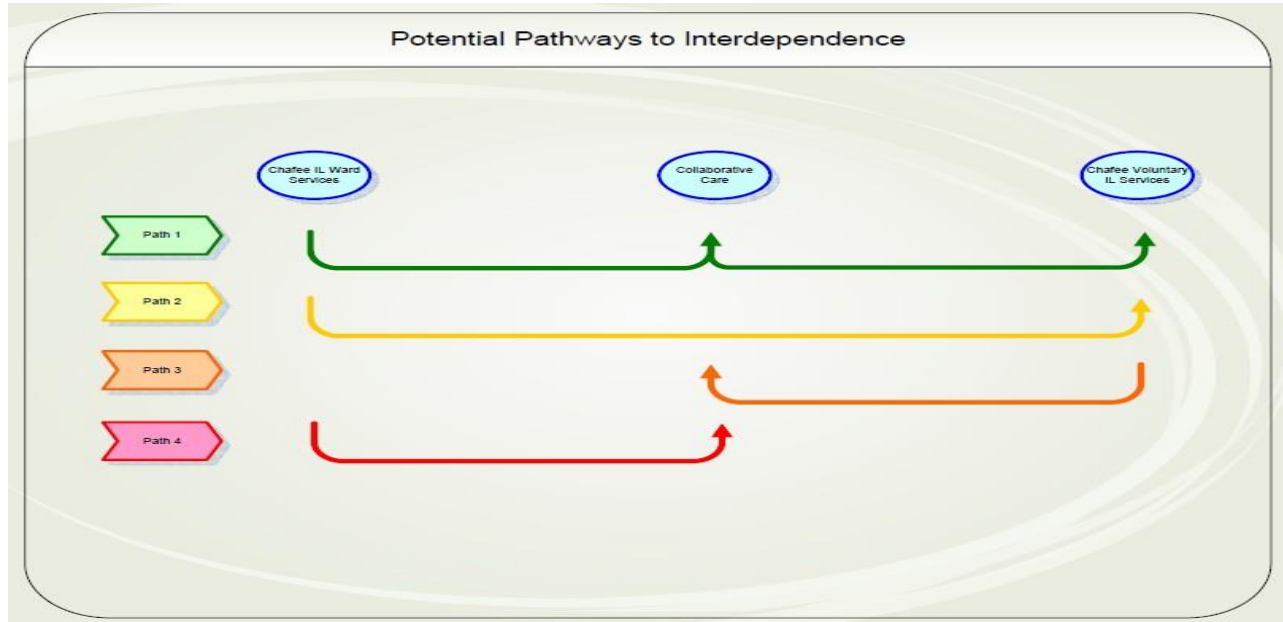 Potential Pathways to Interdependence
Chafee IL Ward
Services
Collaborative
Care
Chafee Voluntary
IL Services
Path 1
Path 2
Path 3
Path 4